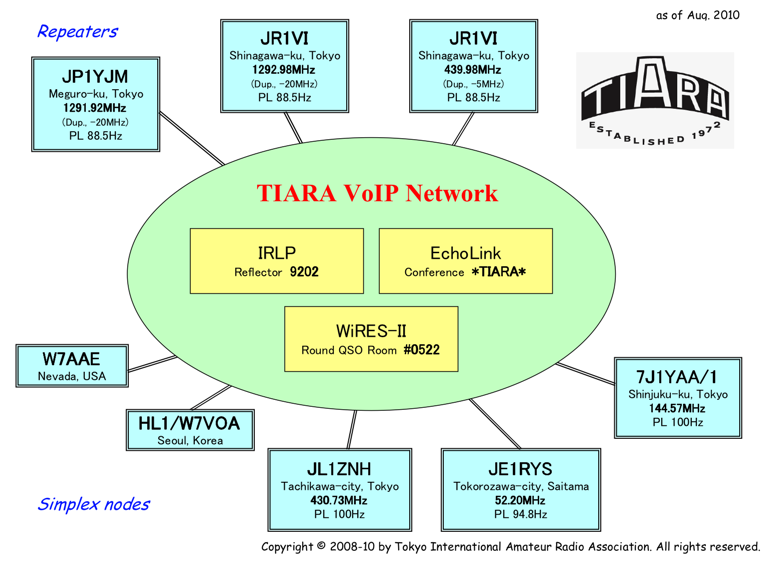 as of Aug. 2010
Repeaters
JP1YJM
Meguro-ku, Tokyo
1291.92MHz
(Dup., -20MHz)
PL 88.5Hz
JR1VI
Shinagawa-ku, Tokyo
1292.98MHz
(Dup., -20MHz)
PL 88.5Hz
JR1VI
Shinagawa-ku, Tokyo
439.98MHz
(Dup., -5MHz)
PL 88.5Hz
TIARA
ESTABLISHED 1972
TIARA VoIP Network
IRLP
Reflector 9202
EchoLink
Conference *TIARA*
WiRES-II
Round QSO Room #0522
W7AAE
Nevada, USA
HL1/W7VOA
Seoul, Korea
JL1ZNH
Tachikawa-city, Tokyo
430.73MHz
PL 100Hz
JE1RYS
Tokorozawa-city, Saitama
52.20MHz
PL 94.8Hz
7J1YAA/1
Shinjuku-ku, Tokyo
144.57MHz
PL 100Hz
Simplex nodes
Copyright © 2008-10 by Tokyo International Amateur Radio Association. All rights reserved.